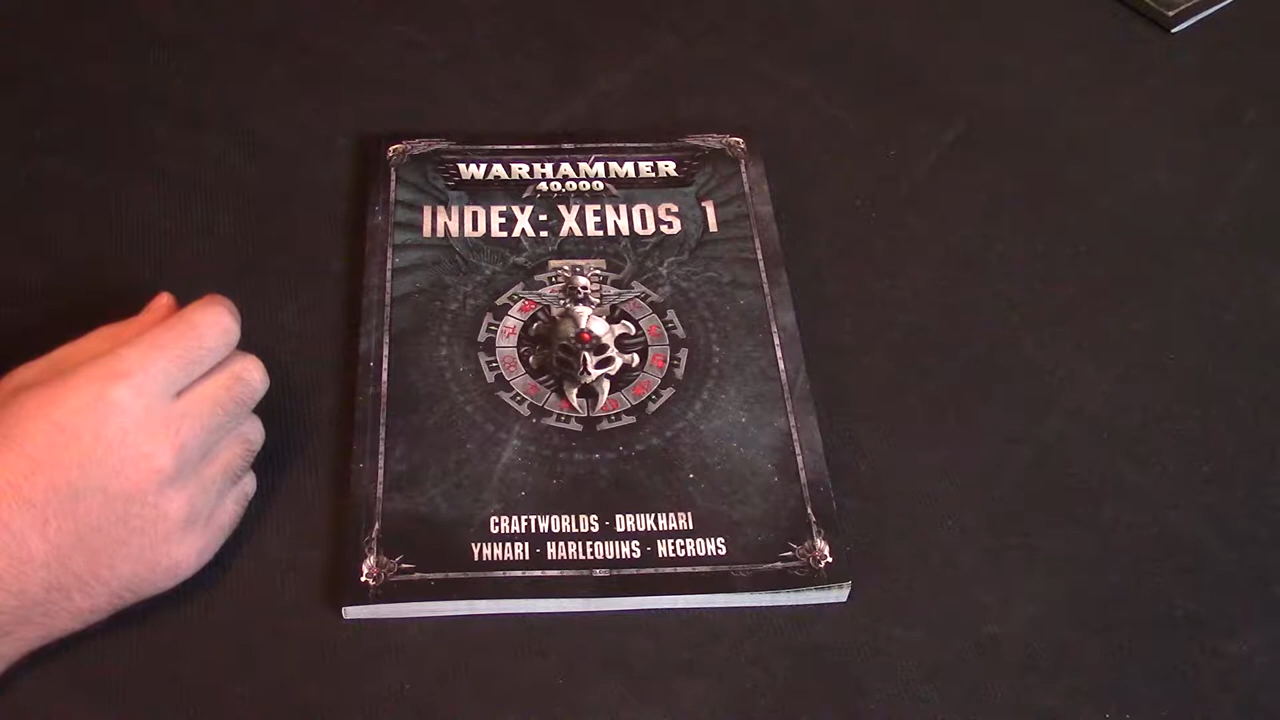 WARHAMMER
40,000
INDEX: XENOS 1
CRAFTWORLDS - DRUKHARI
YNNARI - HARLEQUINS - NECRONS